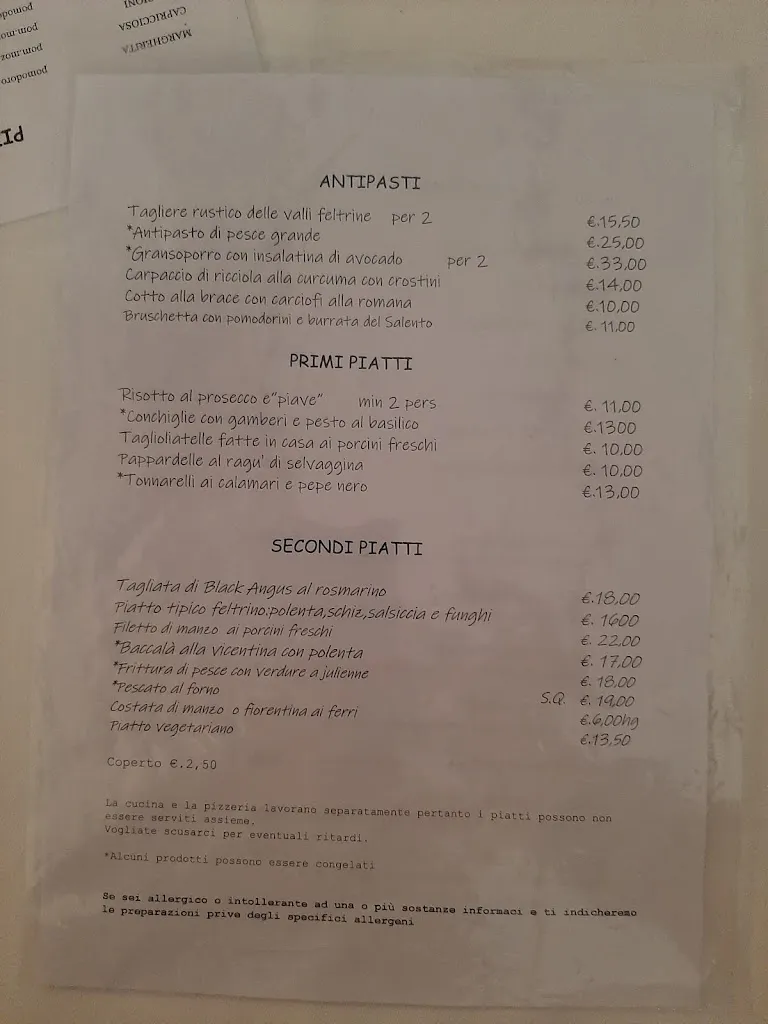 pomodoro
pom.moz
pom.moz
MARGHERITA
CAPRICCIOSA
ANTIPASTI
Tagliere rustico delle valli feltrine per 2 €.15,50
*Antipasto di pesce grande €.25,00
*Gransoporro con insalatina di avocado per 2 €.33,00
Carpaccio di ricciola alla curcuma con crostini €.14,00
Cotto alla brace con carciofi alla romana €.10,00
Bruschetta con pomodorini e burrata del Salento €. 11,00
PRIMI PIATTI
Risotto al prosecco e"piave" min 2 pers €. 11,00
*Conchiglie con gamberi e pesto al basilico €.1300
Taglioliatelle fatte in casa ai porcini freschi €. 10,00
Pappardelle al ragu' di selvaggina €. 10,00
*Tonnarelli ai calamari e pepe nero €.13,00
SECONDI PIATTI
Tagliata di Black Angus al rosmarino €.18,00
Piatto tipico feltrino:polenta,schiz,salsiccia e funghi €. 1600
Filetto di manzo ai porcini freschi €. 22,00
*Baccalà alla vicentina con polenta €. 17,00
*Frittura di pesce con verdure a julienne €. 18,00
*Pescato al forno S.Q. €. 19,00
Costata di manzo o fiorentina ai ferri €.6,00hg
Piatto vegetariano €.13,50
Coperto €.2,50
La cucina e la pizzeria lavorano separatamente pertanto i piatti possono non
essere serviti assieme.
Vogliate scusarci per eventuali ritardi.
*Alcuni prodotti possono essere congelati
Se sei allergico o intollerante ad una o più sostanze informaci e ti indicheremo
le preparazioni prive degli specifici allergeni